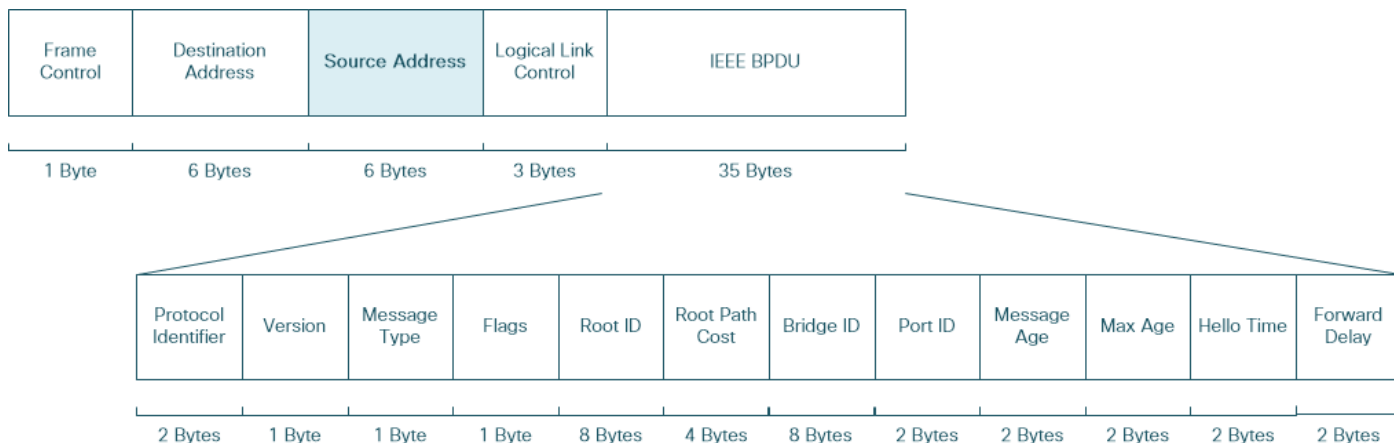 Frame
Control
Destination
Address
Source Address
Logical Link
Control
IEEE BPDU
1 Byte
6 Bytes
6 Bytes
3 Bytes
35 Bytes
Protocol
Identifier
Version
Message
Type
Flags
Root ID
Root Path
Cost
Bridge ID
Port ID
Message
Age
Max Age
Hello Time
Forward
Delay
2 Bytes
1 Byte
1 Byte
1 Byte
8 Bytes
4 Bytes
8 Bytes
2 Bytes
2 Bytes
2 Bytes
2 Bytes
2 Bytes